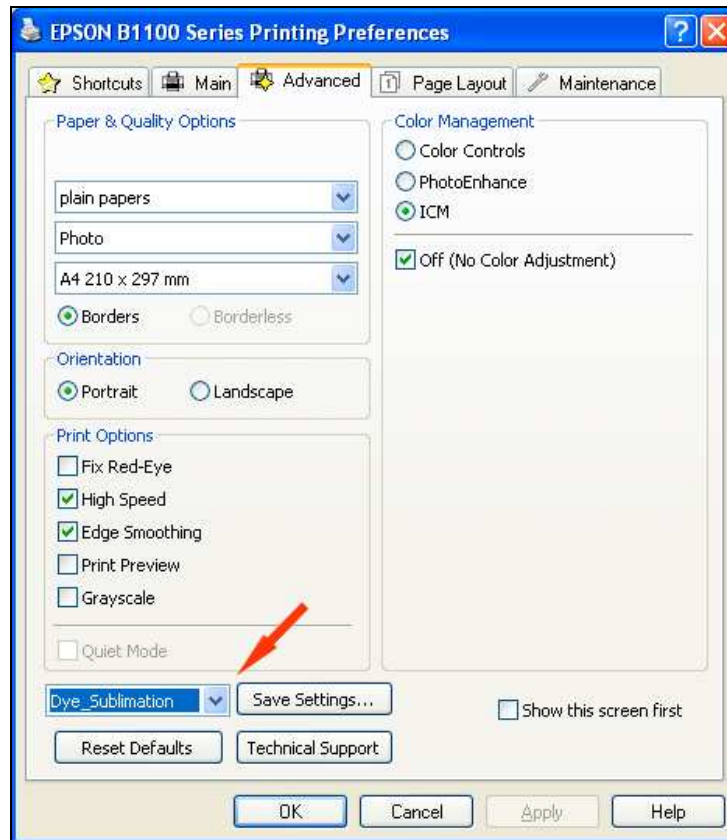 EPSON B1100 Series Printing Preferences
Shortcuts Main Advanced Page Layout Maintenance
Paper & Quality Options
plain papers
Photo
A4 210 x 297 mm
Borders Borderless
Orientation
Portrait Landscape
Print Options
Fix Red-Eye
High Speed
Edge Smoothing
Print Preview
Grayscale
Quiet Mode
Color Management
Color Controls
PhotoEnhance
ICM
Off (No Color Adjustment)
Dye_Sublimation Save Settings... Show this screen first
Reset Defaults Technical Support
OK Cancel Apply Help